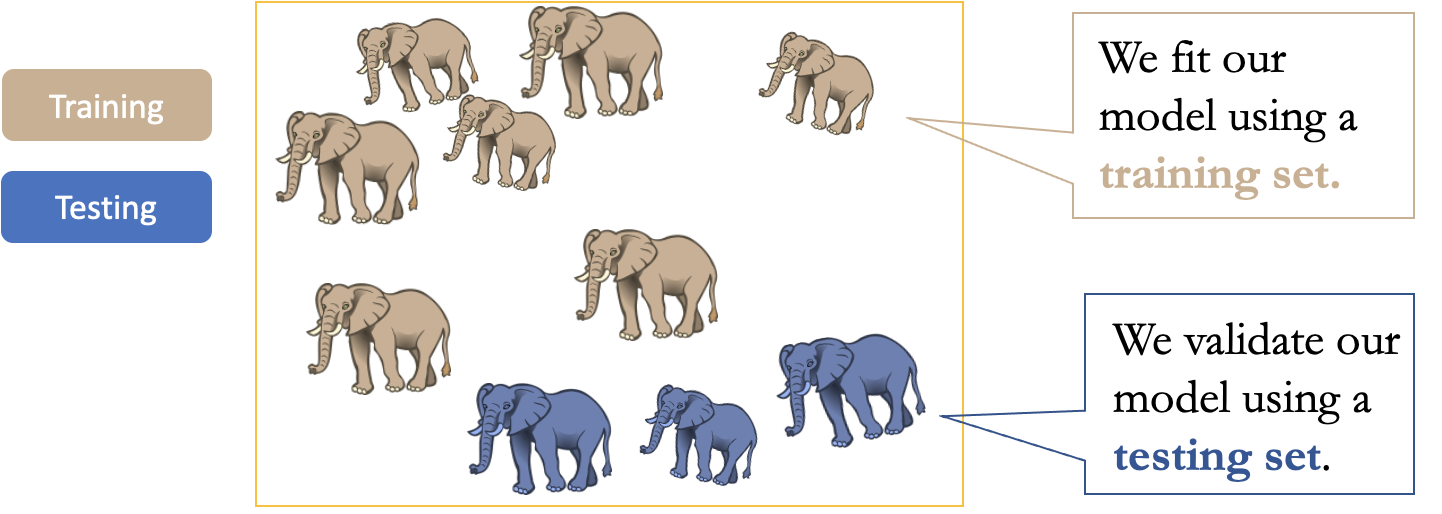 Training
Testing
We fit our
model using a
training set.
We validate our
model using a
testing set.